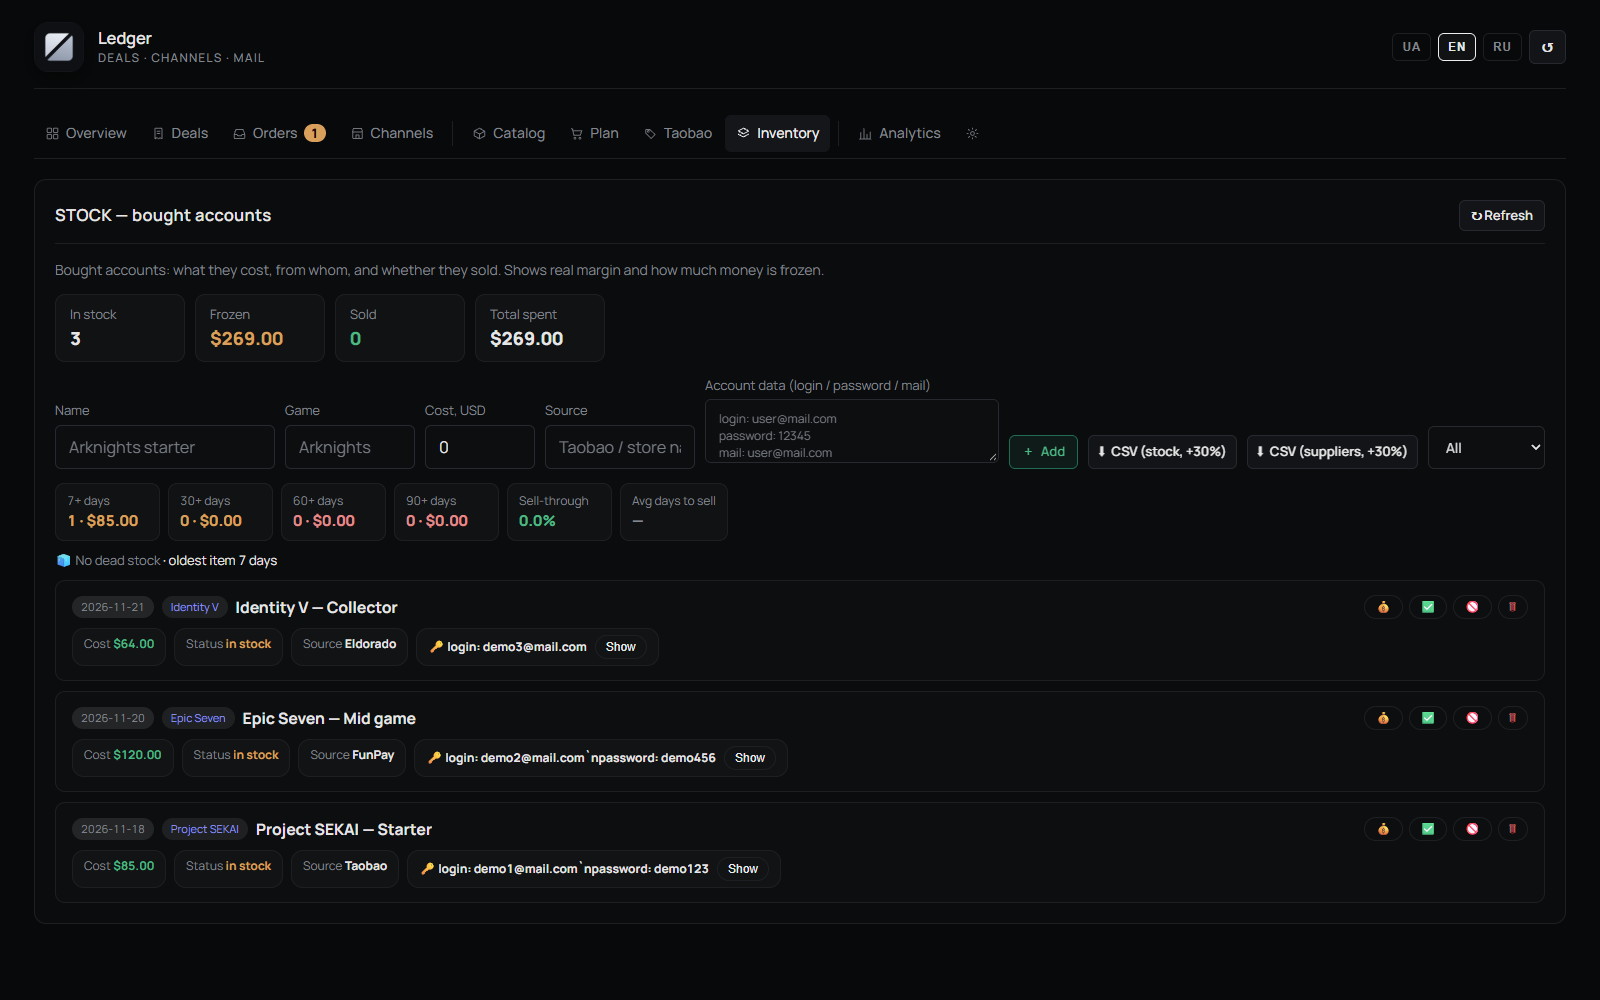 Ledger
DEALS · CHANNELS · MAIL
UA EN RU
Overview Deals Orders 1 Channels Catalog Plan Taobao Inventory Analytics
STOCK — bought accounts
Refresh
Bought accounts: what they cost, from whom, and whether they sold. Shows real margin and how much money is frozen.
In stock Frozen Sold Total spent
3 $269.00 0 $269.00
Name Game Cost, USD Source Account data (login / password / mail)
Arknights starter Arknights 0 Taobao / store na
login: user@mail.com
password: 12345
mail: user@mail.com
+ Add CSV (stock, +30%) CSV (suppliers, +30%) All
7+ days 30+ days 60+ days 90+ days Sell-through Avg days to sell
1 · $85.00 0 · $0.00 0 · $0.00 0 · $0.00 0.0% —
No dead stock · oldest item 7 days
2026-11-21 Identity V Identity V — Collector
Cost $64.00 Status in stock Source Eldorado login: demo3@mail.com Show
2026-11-20 Epic Seven Epic Seven — Mid game
Cost $120.00 Status in stock Source FunPay login: demo2@mail.com`npassword: demo456 Show
2026-11-18 Project SEKAI Project SEKAI — Starter
Cost $85.00 Status in stock Source Taobao login: demo1@mail.com`npassword: demo123 Show